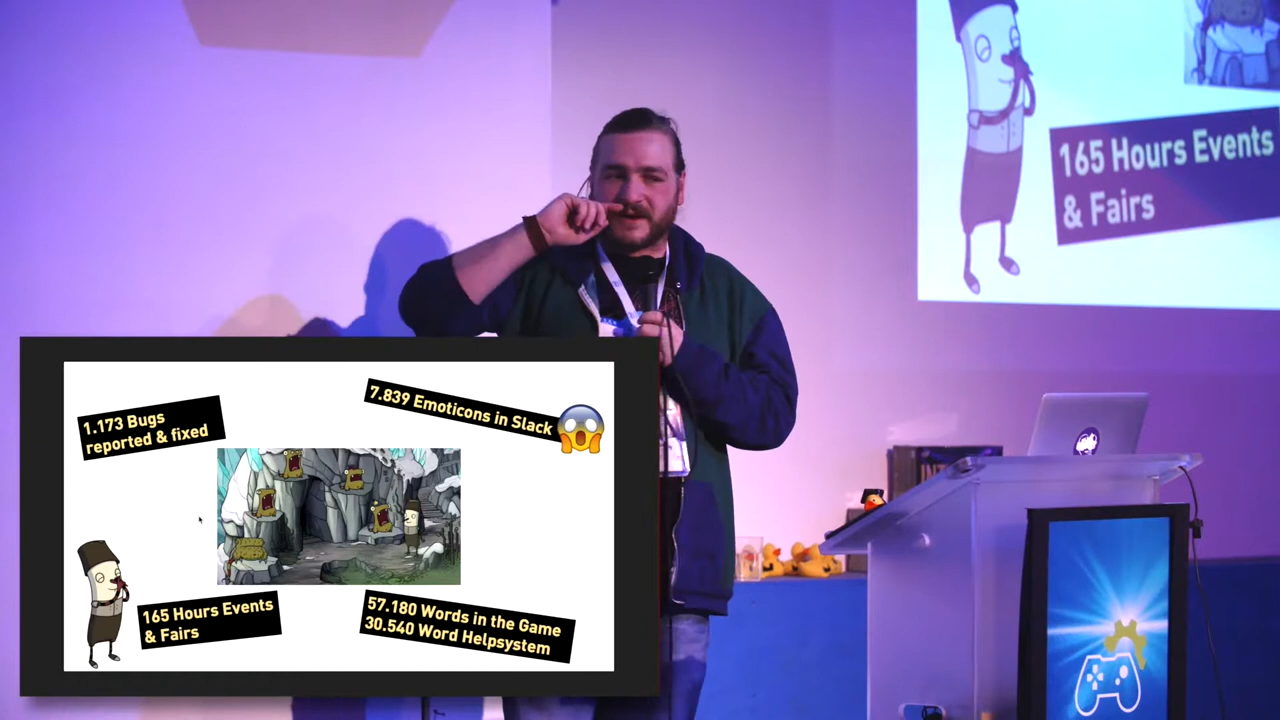 165 Hours Events
& Fairs
1.173 Bugs
reported & fixed
7.839 Emoticons in Slack
165 Hours Events
& Fairs
57.180 Words in the Game
30.540 Word Helpsystem